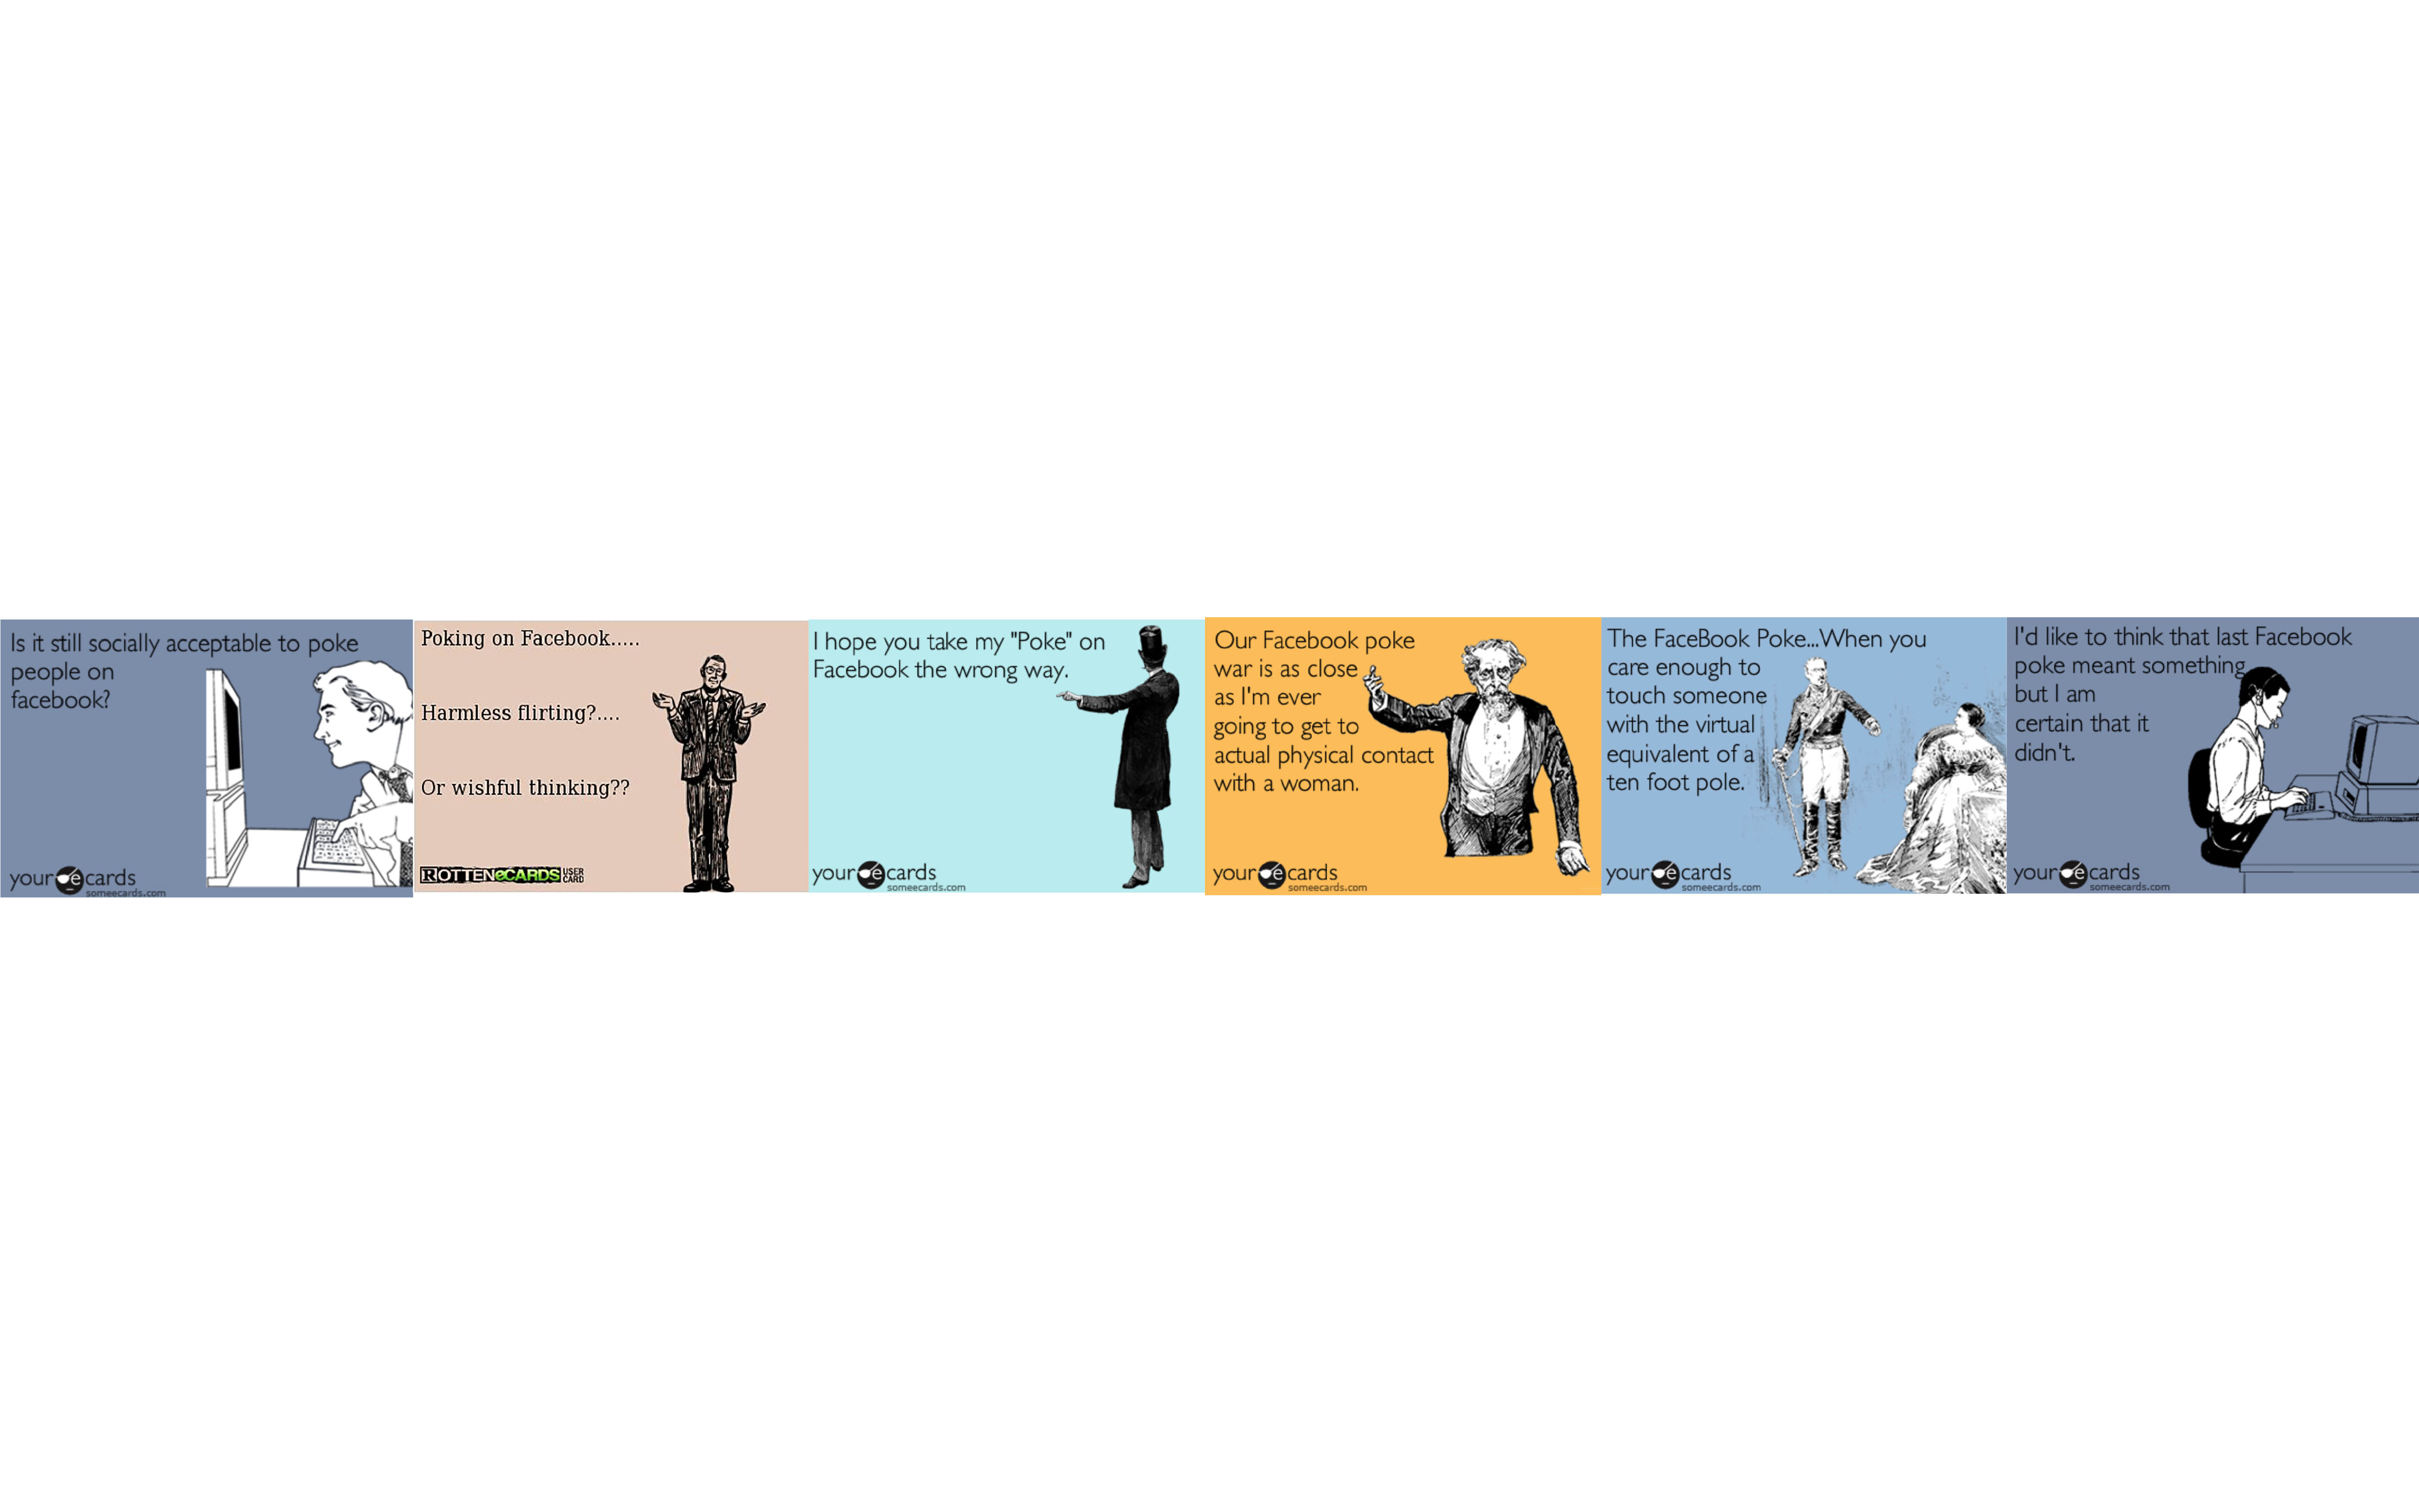 Is it still socially acceptable to poke
people on
facebook?
your e cards
someecards.com
Poking on Facebook.....
Harmless flirting?....
Or wishful thinking??
ROTTENeCARDS USER
CARD
I hope you take my "Poke" on
Facebook the wrong way.
your e cards
someecards.com
Our Facebook poke
war is as close
as I'm ever
going to get to
actual physical contact
with a woman.
your e cards
someecards.com
The FaceBook Poke...When you
care enough to
touch someone
with the virtual
equivalent of a
ten foot pole.
your e cards
someecards.com
I'd like to think that last Facebook
poke meant something
but I am
certain that it
didn't.
your e cards
someecards.com